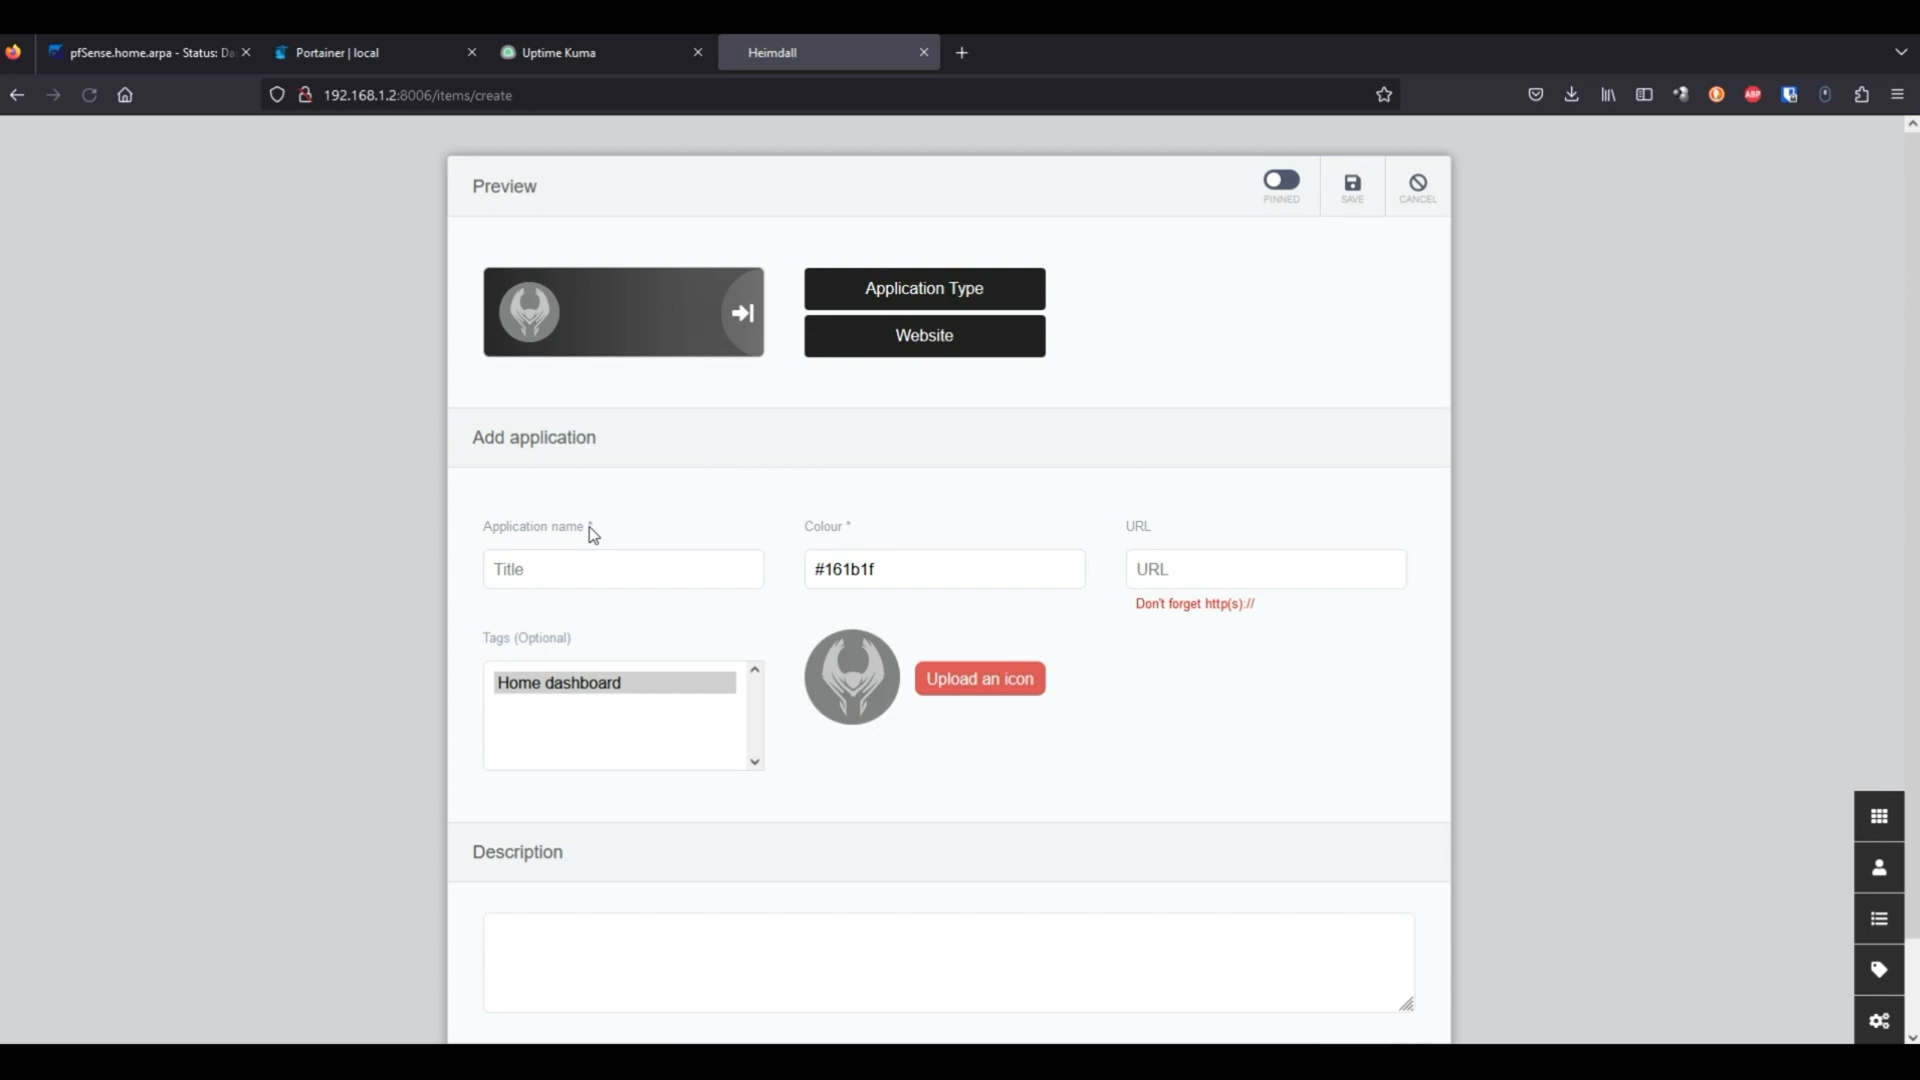 pfSense.home.arpa - Status: Da
Portainer | local
Uptime Kuma
Heimdall
192.168.1.2:8006/items/create
ABP
Preview
PINNED
SAVE
CANCEL
Application Type
Website
Add application
Application name *
Colour *
URL
Title
#161b1f
URL
Don't forget http(s)://
Tags (Optional)
Home dashboard
Upload an icon
Description